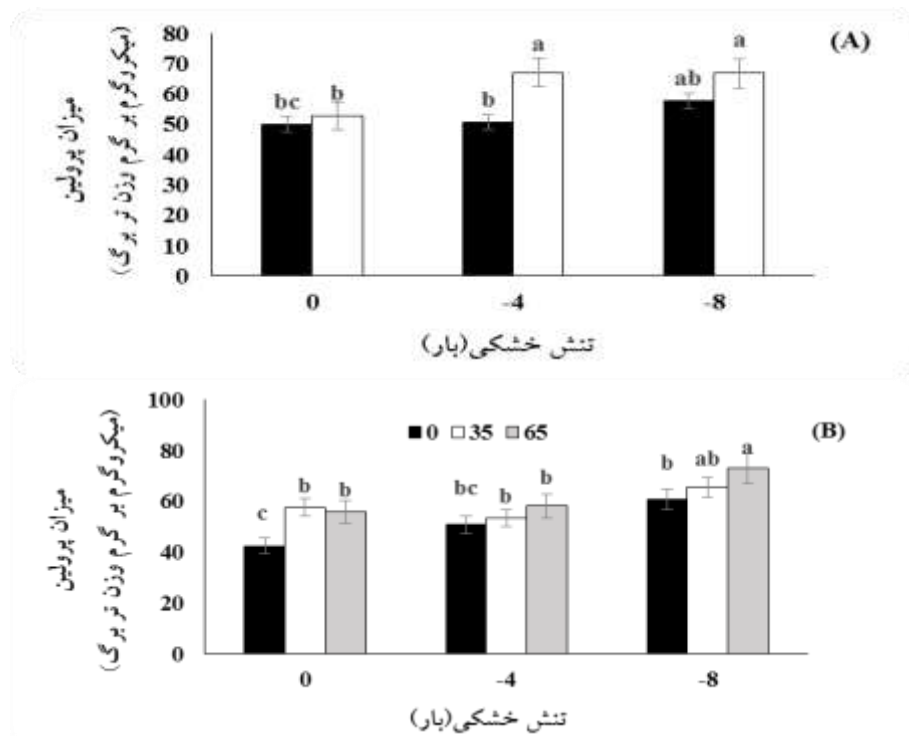 (A)
میزان پرولین
(میکروگرم بر گرم وزن تر برگ)
80
70
60
50
40
30
20
10
0
bc
b
b
a
ab
a
0
-4
-8
تنش خشکی(بار)
(B)
میزان پرولین
(میکروگرم بر گرم وزن تر برگ)
100
80
60
40
20
0
0 35 65
c
b
b
bc
b
b
b
ab
a
0
-4
-8
تنش خشکی(بار)